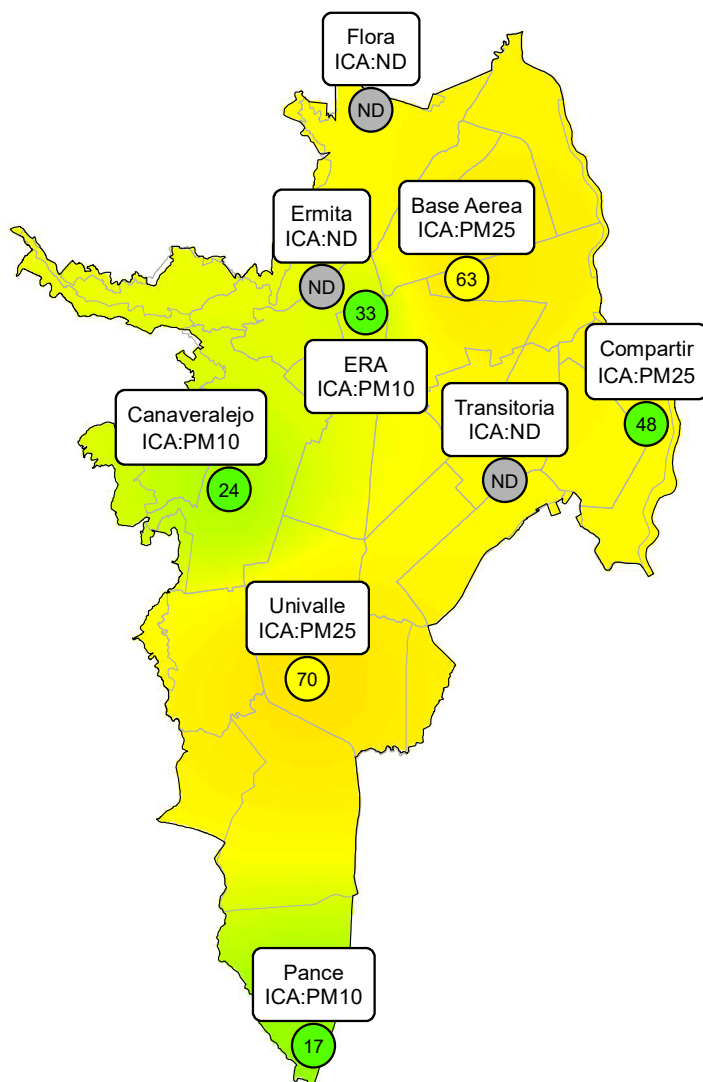 Flora
ICA:ND
ND
Ermita
ICA:ND
ND
Base Aerea
ICA:PM25
63
33
ERA
ICA:PM10
Compartir
ICA:PM25
48
Canaveralejo
ICA:PM10
24
Transitoria
ICA:ND
ND
Univalle
ICA:PM25
70
Pance
ICA:PM10
17